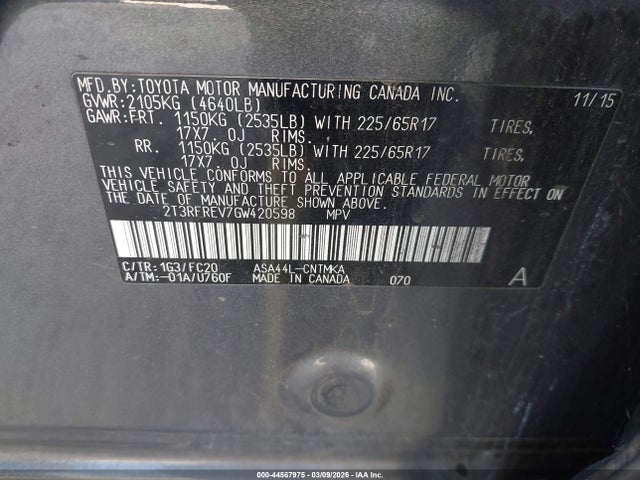 MFD.BY:TOYOTA MOTOR MANUFACTURING CANADA INC.
GVWR:2105KG (4640LB) 11/15
GAWR:FRT. 1150KG (2535LB) WITH 225/65R17 TIRES,
17X7.0J RIMS.
RR. 1150KG (2535LB) WITH 225/65R17 TIRES,
17X7.0J RIMS.
THIS VEHICLE CONFORMS TO ALL APPLICABLE FEDERAL MOTOR
VEHICLE SAFETY AND THEFT PREVENTION STANDARDS IN EFFECT ON
THE DATE OF MANUFACTURE SHOWN ABOVE.
2T3RFREV7GW420598 MPV
C/TR:1G3/FC20 ASA44L-CNTMKA A
A/TM:-01A/U760F MADE IN CANADA 070
000-44567975 | 03/09/2026 | IAA Inc.